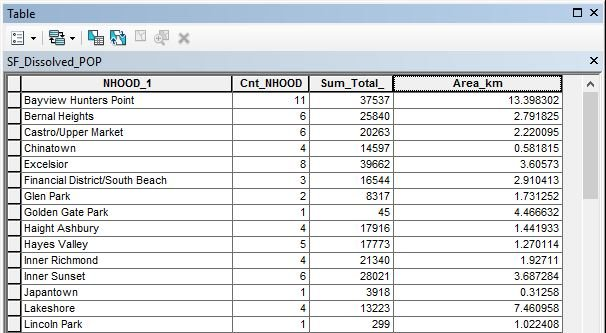 Table
SF_Dissolved_POP
NHOOD_1 Cnt_NHOOD Sum_Total_ Area_km
Bayview Hunters Point 11 37537 13.398302
Bernal Heights 6 25840 2.791825
Castro/Upper Market 6 20263 2.220095
Chinatown 4 14597 0.581815
Excelsior 8 39662 3.60573
Financial District/South Beach 3 16544 2.910413
Glen Park 2 8317 1.731252
Golden Gate Park 1 45 4.466632
Haight Ashbury 4 17916 1.441933
Hayes Valley 5 17773 1.270114
Inner Richmond 4 21340 1.92711
Inner Sunset 6 28021 3.687284
Japantown 1 3918 0.31258
Lakeshore 4 13223 7.460958
Lincoln Park 1 299 1.022408